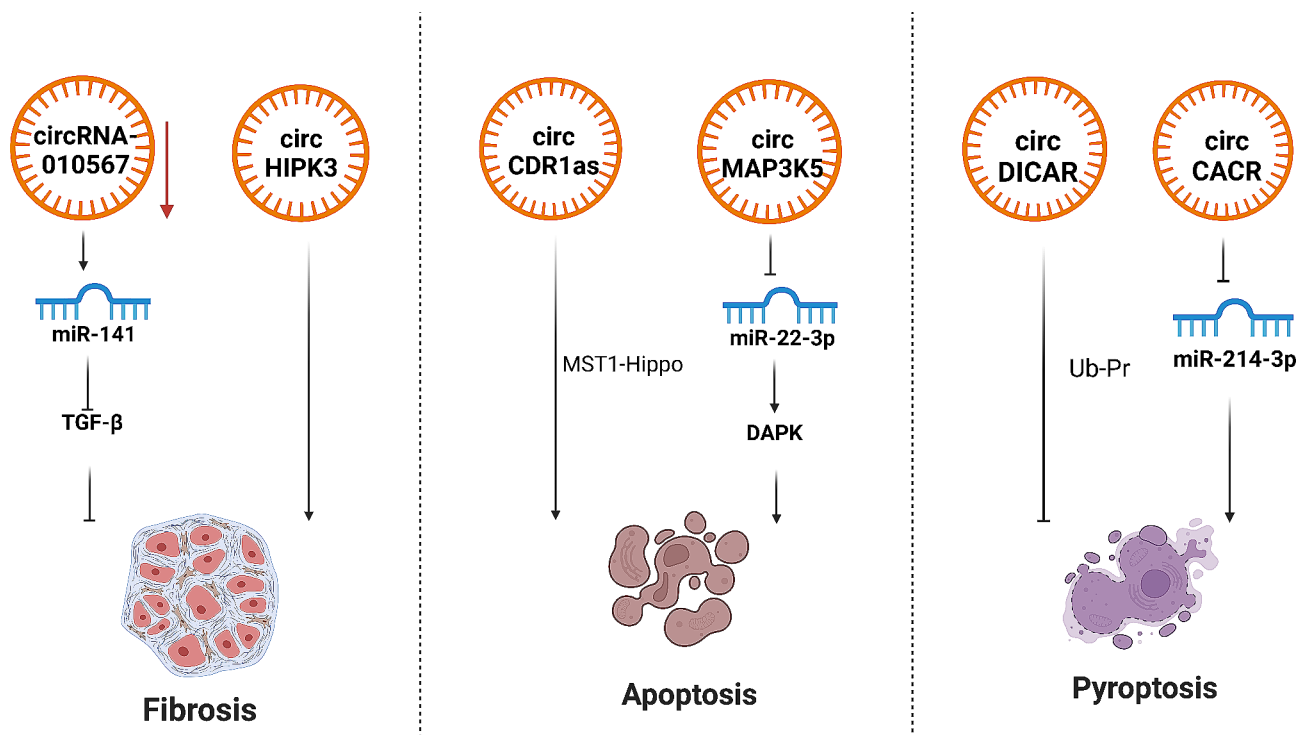 circRNA-
010567
miR-141
TGF-β
circ
HIPK3
Fibrosis
circ
CDR1as
MST1-Hippo
circ
MAP3K5
miR-22-3p
DAPK
Apoptosis
circ
DICAR
Ub-Pr
circ
CACR
miR-214-3p
Pyroptosis